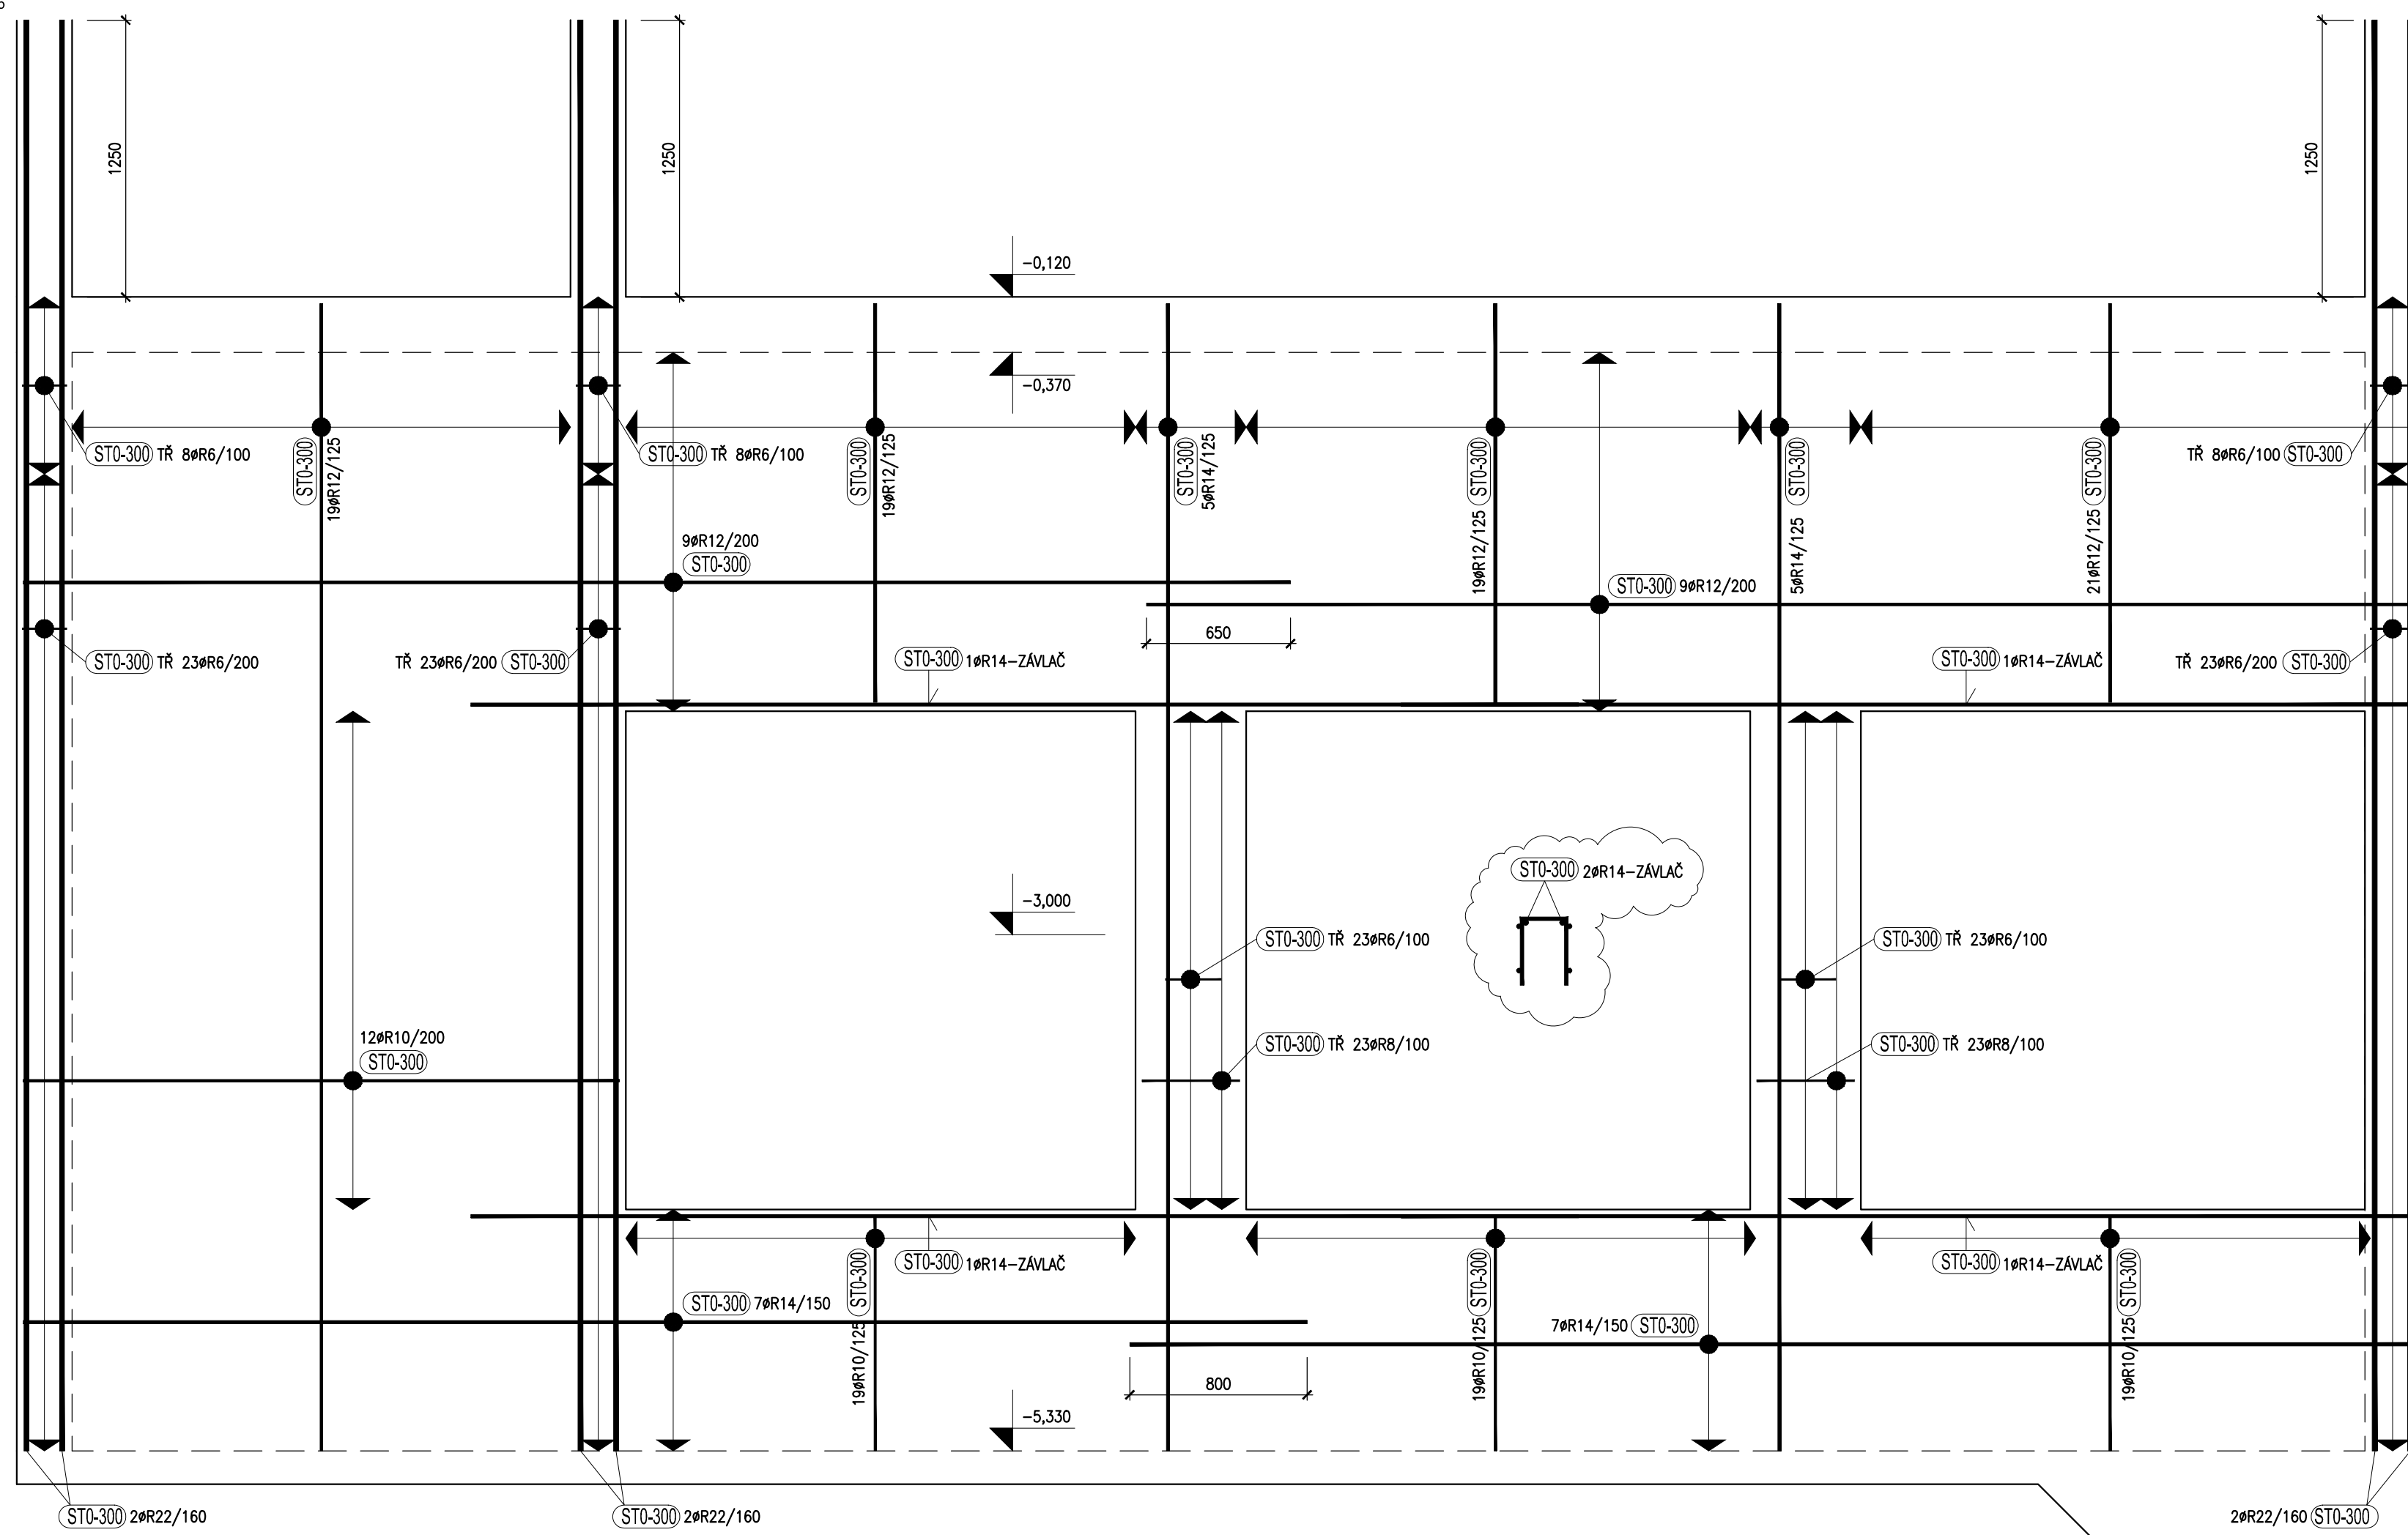 1250
1250
1250
-0,120
-0,370
ST0-300 TŘ 8øR6/100
ST0-300
19øR12/125
ST0-300 TŘ 8øR6/100
ST0-300
19øR12/125
ST0-300
5øR14/125
ST0-300
19øR12/125
ST0-300
5øR14/125
ST0-300
21øR12/125
TŘ 8øR6/100 ST0-300
9øR12/200
ST0-300
ST0-300 9øR12/200
650
ST0-300 TŘ 23øR6/200
TŘ 23øR6/200 ST0-300
ST0-300 1øR14-ZÁVLAČ
ST0-300 1øR14-ZÁVLAČ
TŘ 23øR6/200 ST0-300
ST0-300 2øR14-ZÁVLAČ
-3,000
ST0-300 TŘ 23øR6/100
ST0-300 TŘ 23øR6/100
12øR10/200
ST0-300
ST0-300 TŘ 23øR8/100
ST0-300 TŘ 23øR8/100
ST0-300 1øR14-ZÁVLAČ
ST0-300 1øR14-ZÁVLAČ
ST0-300 7øR14/150
19øR10/125 ST0-300
19øR10/125 ST0-300
7øR14/150 ST0-300
19øR10/125 ST0-300
800
-5,330
ST0-300 2øR22/160
ST0-300 2øR22/160
2øR22/160 ST0-300